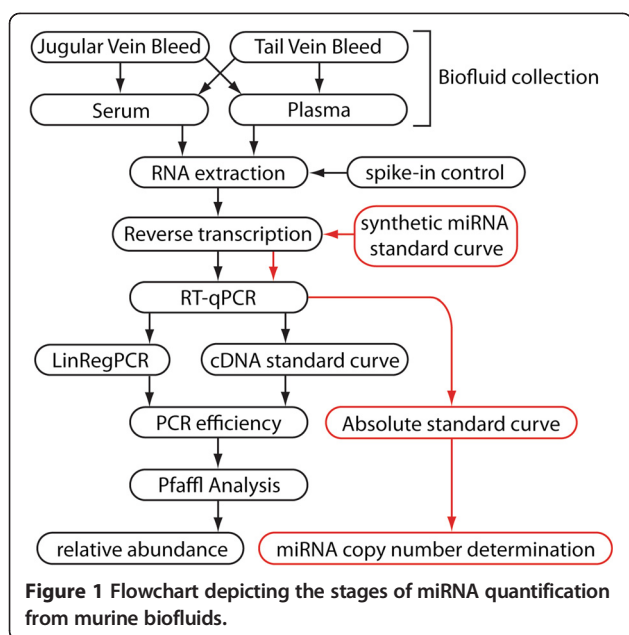 Jugular Vein Bleed
Tail Vein Bleed
Biofluid collection
Serum
Plasma
RNA extraction
spike-in control
Reverse transcription
synthetic miRNA
standard curve
RT-qPCR
LinRegPCR
cDNA standard curve
PCR efficiency
Absolute standard curve
Pfaffl Analysis
relative abundance
miRNA copy number determination
Figure 1 Flowchart depicting the stages of miRNA quantification
from murine biofluids.